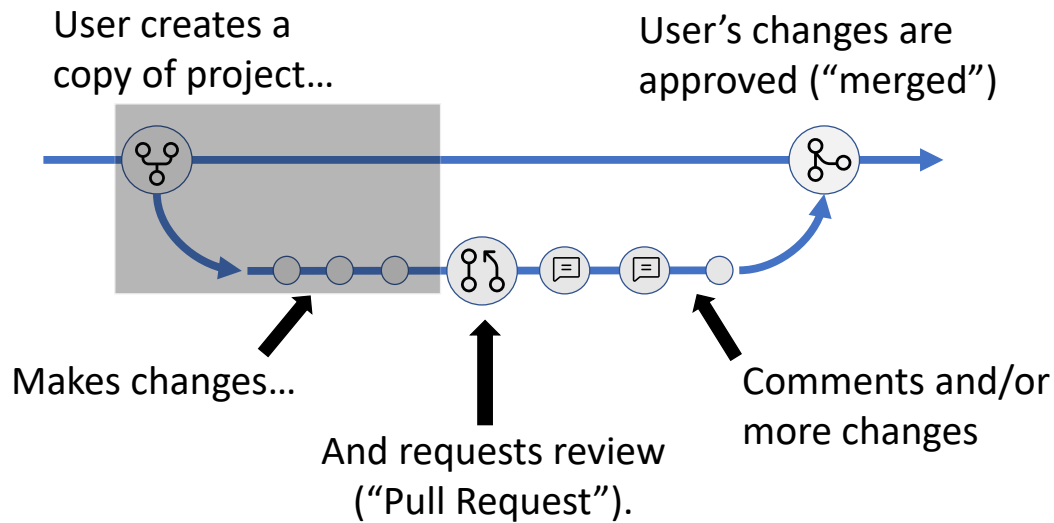 User creates a
copy of project…
User’s changes are
approved (“merged”)
Makes changes…
And requests review
(“Pull Request”).
Comments and/or
more changes